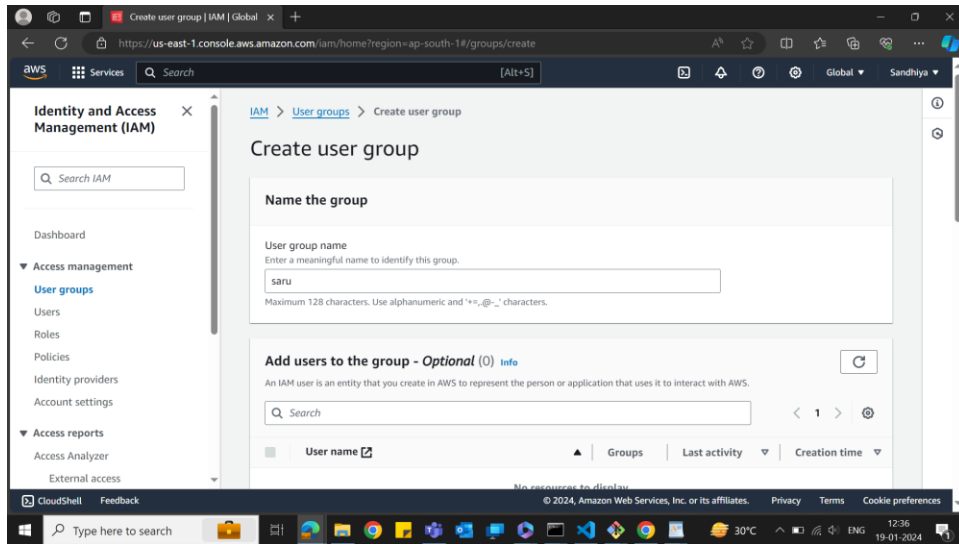 Create user group | IAM | Global
https://us-east-1.console.aws.amazon.com/iam/home?region=ap-south-1#/groups/create
aws
Services
Search
[Alt+S]
Global
Sandhiya
Identity and Access
Management (IAM)
Search IAM
Dashboard
Access management
User groups
Users
Roles
Policies
Identity providers
Account settings
Access reports
Access Analyzer
External access
IAM > User groups > Create user group
Create user group
Name the group
User group name
Enter a meaningful name to identify this group.
saru
Maximum 128 characters. Use alphanumeric and '+=,.@-_' characters.
Add users to the group - Optional (0) Info
An IAM user is an entity that you create in AWS to represent the person or application that uses it to interact with AWS.
Search
1
User name
Groups
Last activity
Creation time
No resources to display
CloudShell
Feedback
© 2024, Amazon Web Services, Inc. or its affiliates.
Privacy
Terms
Cookie preferences
Type here to search
30°C
ENG
12:36
19-01-2024